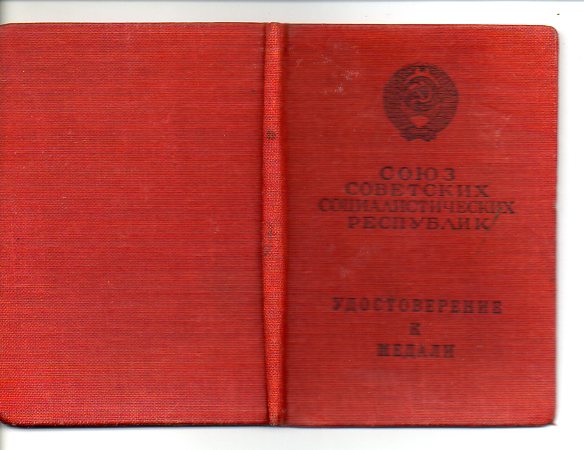 СОЮЗ
СОВЕТСКИХ
СОЦИАЛИСТИЧЕСКИХ
РЕСПУБЛИК
УДОСТОВЕРЕНИЕ
К
МЕДАЛИ